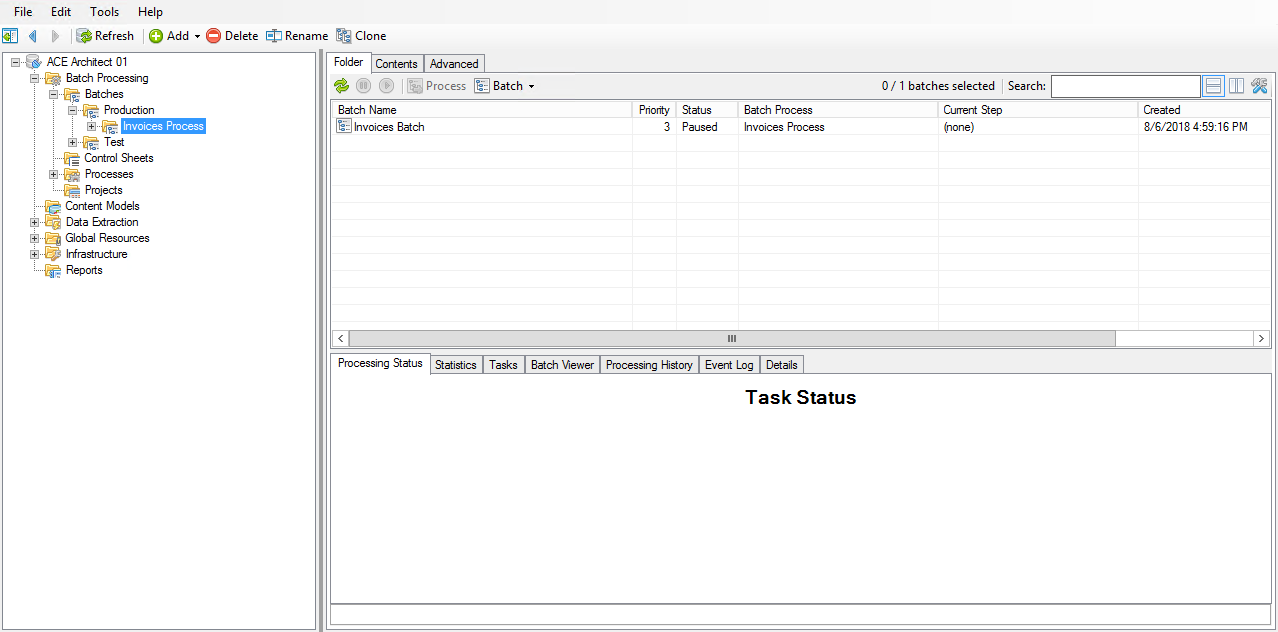 File Edit Tools Help
Refresh Add Delete Rename Clone
ACE Architect 01
Batch Processing
Batches
Production
Invoices Process
Test
Control Sheets
Processes
Projects
Content Models
Data Extraction
Global Resources
Infrastructure
Reports
Folder Contents Advanced
Process Batch 0 / 1 batches selected Search:
Batch Name Priority Status Batch Process Current Step Created
Invoices Batch 3 Paused Invoices Process (none) 8/6/2018 4:59:16 PM
Processing Status Statistics Tasks Batch Viewer Processing History Event Log Details
Task Status